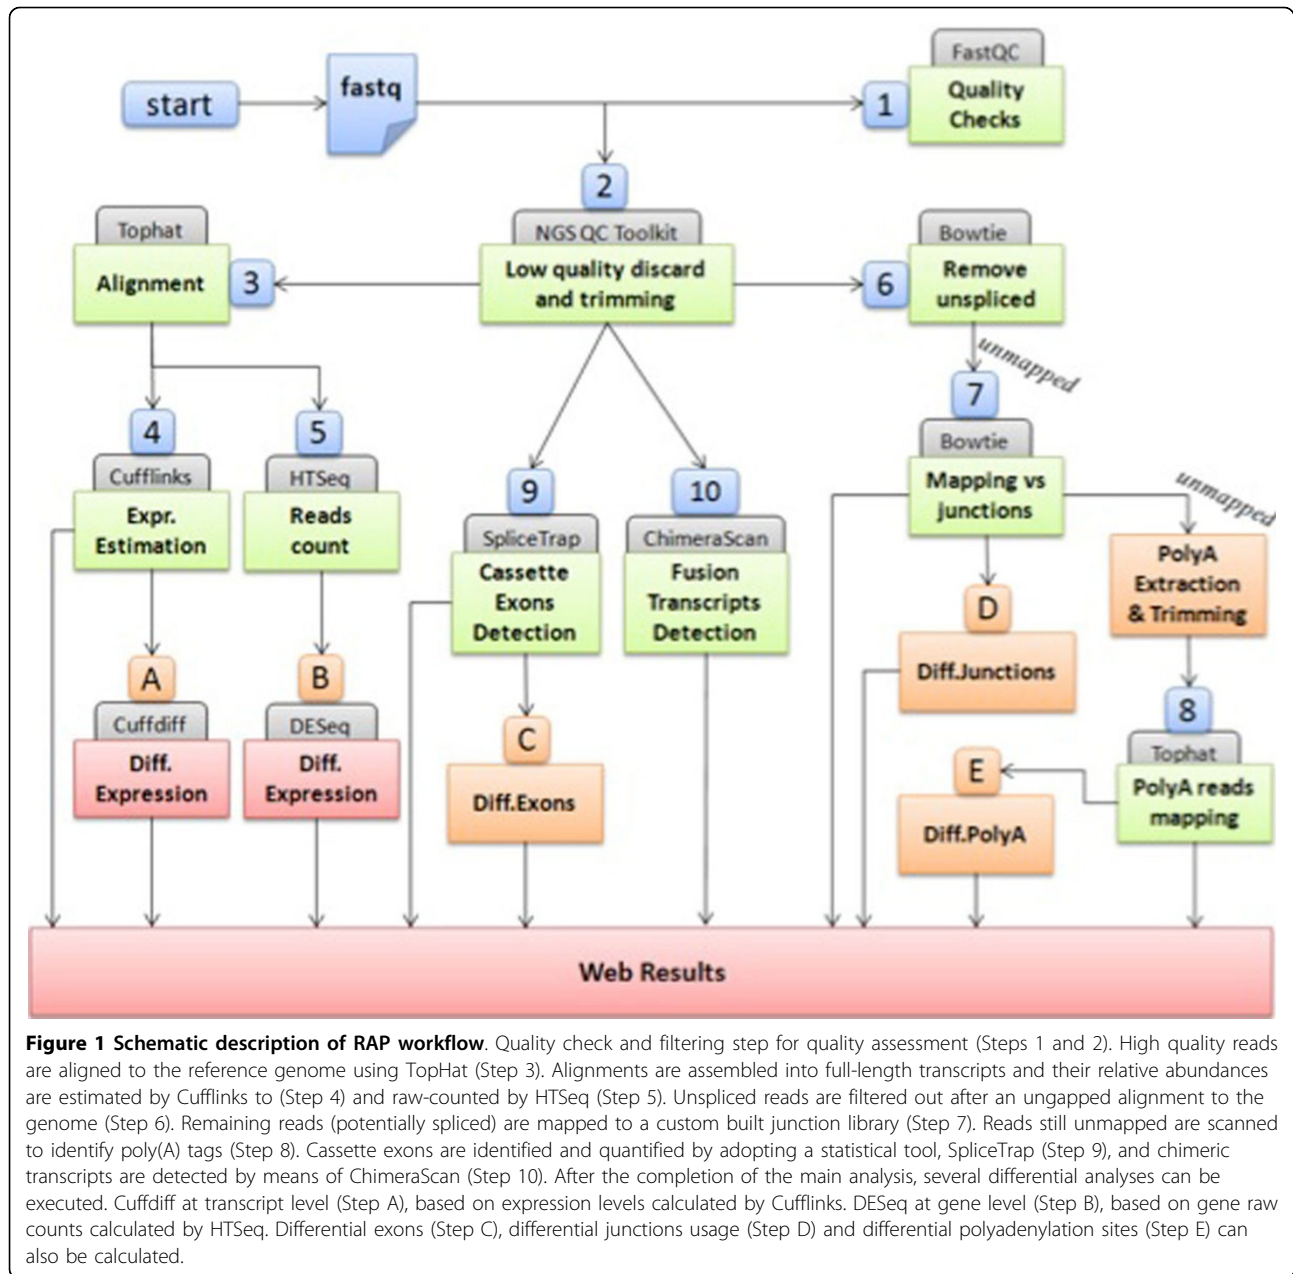 FastQC
start
fastq
1
Quality
Checks
2
Tophat
NGS QC Toolkit
Bowtie
Alignment
3
Low quality discard
and trimming
6
Remove
unspliced
unmapped
7
4
5
Bowtie
Cufflinks
HTSeq
9
10
Mapping vs
junctions
unmapped
Expr.
Estimation
Reads
count
SpliceTrap
ChimeraScan
Cassette
Exons
Detection
Fusion
Transcripts
Detection
PolyA
Extraction
& Trimming
D
A
B
Diff.Junctions
8
Cuffdiff
DESeq
C
Tophat
Diff.
Expression
Diff.
Expression
E
Diff.Exons
PolyA reads
mapping
Diff.PolyA
Web Results
Figure 1 Schematic description of RAP workflow. Quality check and filtering step for quality assessment (Steps 1 and 2). High quality reads
are aligned to the reference genome using TopHat (Step 3). Alignments are assembled into full-length transcripts and their relative abundances
are estimated by Cufflinks to (Step 4) and raw-counted by HTSeq (Step 5). Unspliced reads are filtered out after an ungapped alignment to the
genome (Step 6). Remaining reads (potentially spliced) are mapped to a custom built junction library (Step 7). Reads still unmapped are scanned
to identify poly(A) tags (Step 8). Cassette exons are identified and quantified by adopting a statistical tool, SpliceTrap (Step 9), and chimeric
transcripts are detected by means of ChimeraScan (Step 10). After the completion of the main analysis, several differential analyses can be
executed. Cuffdiff at transcript level (Step A), based on expression levels calculated by Cufflinks. DESeq at gene level (Step B), based on gene raw
counts calculated by HTSeq. Differential exons (Step C), differential junctions usage (Step D) and differential polyadenylation sites (Step E) can
also be calculated.